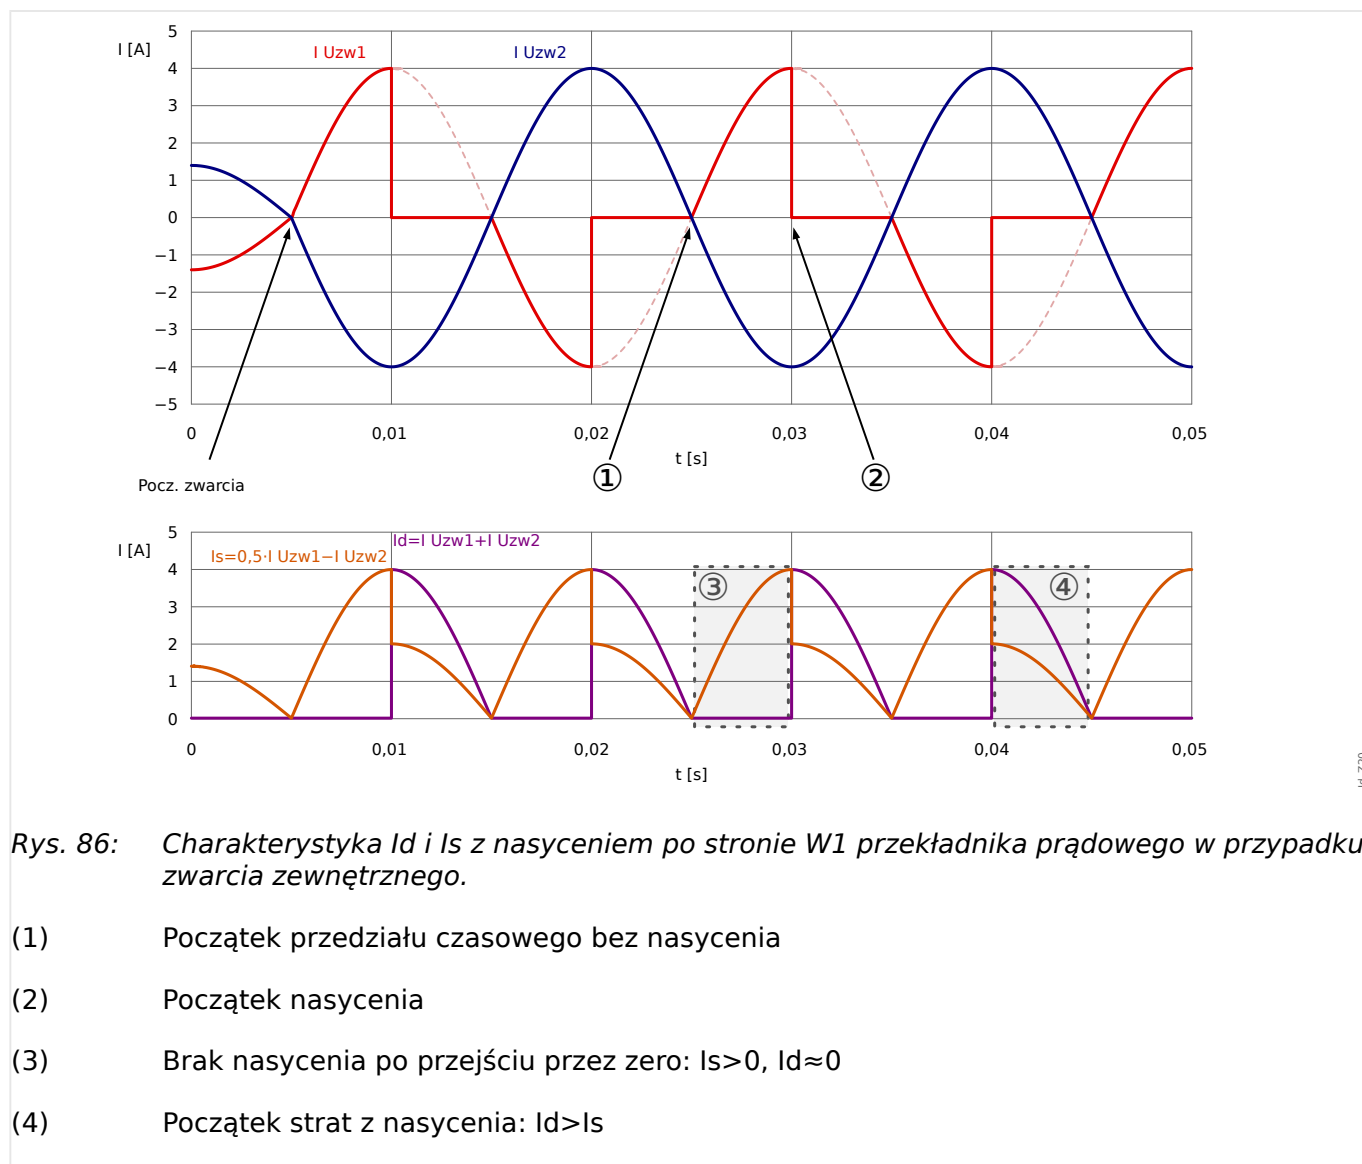 I [A]
I Uzw1
I Uzw2
5
4
3
2
1
0
−1
−2
−3
−4
−5
0
0,01
0,02
0,03
0,04
0,05
t [s]
Pocz. zwarcia
①
②
I [A]
Is=0,5·I Uzw1−I Uzw2
Id=I Uzw1+I Uzw2
5
4
3
2
1
0
③
④
0
0,01
0,02
0,03
0,04
0,05
t [s]
Rys. 86: Charakterystyka Id i Is z nasyceniem po stronie W1 przekładnika prądowego w przypadku
zwarcia zewnętrznego.
(1) Początek przedziału czasowego bez nasycenia
(2) Początek nasycenia
(3) Brak nasycenia po przejściu przez zero: Is>0, Id≈0
(4) Początek strat z nasycenia: Id>Is